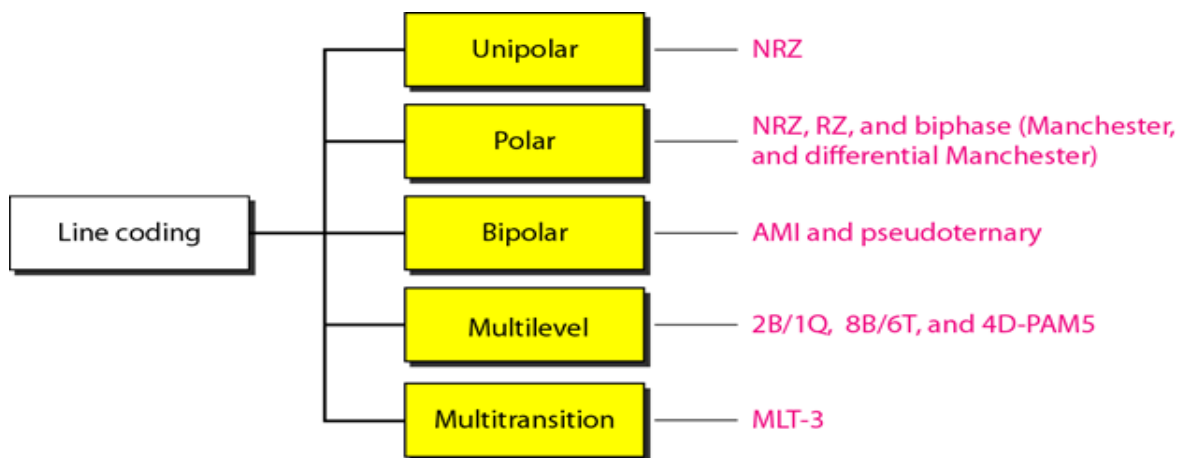 Unipolar
NRZ
Polar
NRZ, RZ, and biphase (Manchester,
and differential Manchester)
Line coding
Bipolar
AMI and pseudoternary
Multilevel
2B/1Q, 8B/6T, and 4D-PAM5
Multitransition
MLT-3